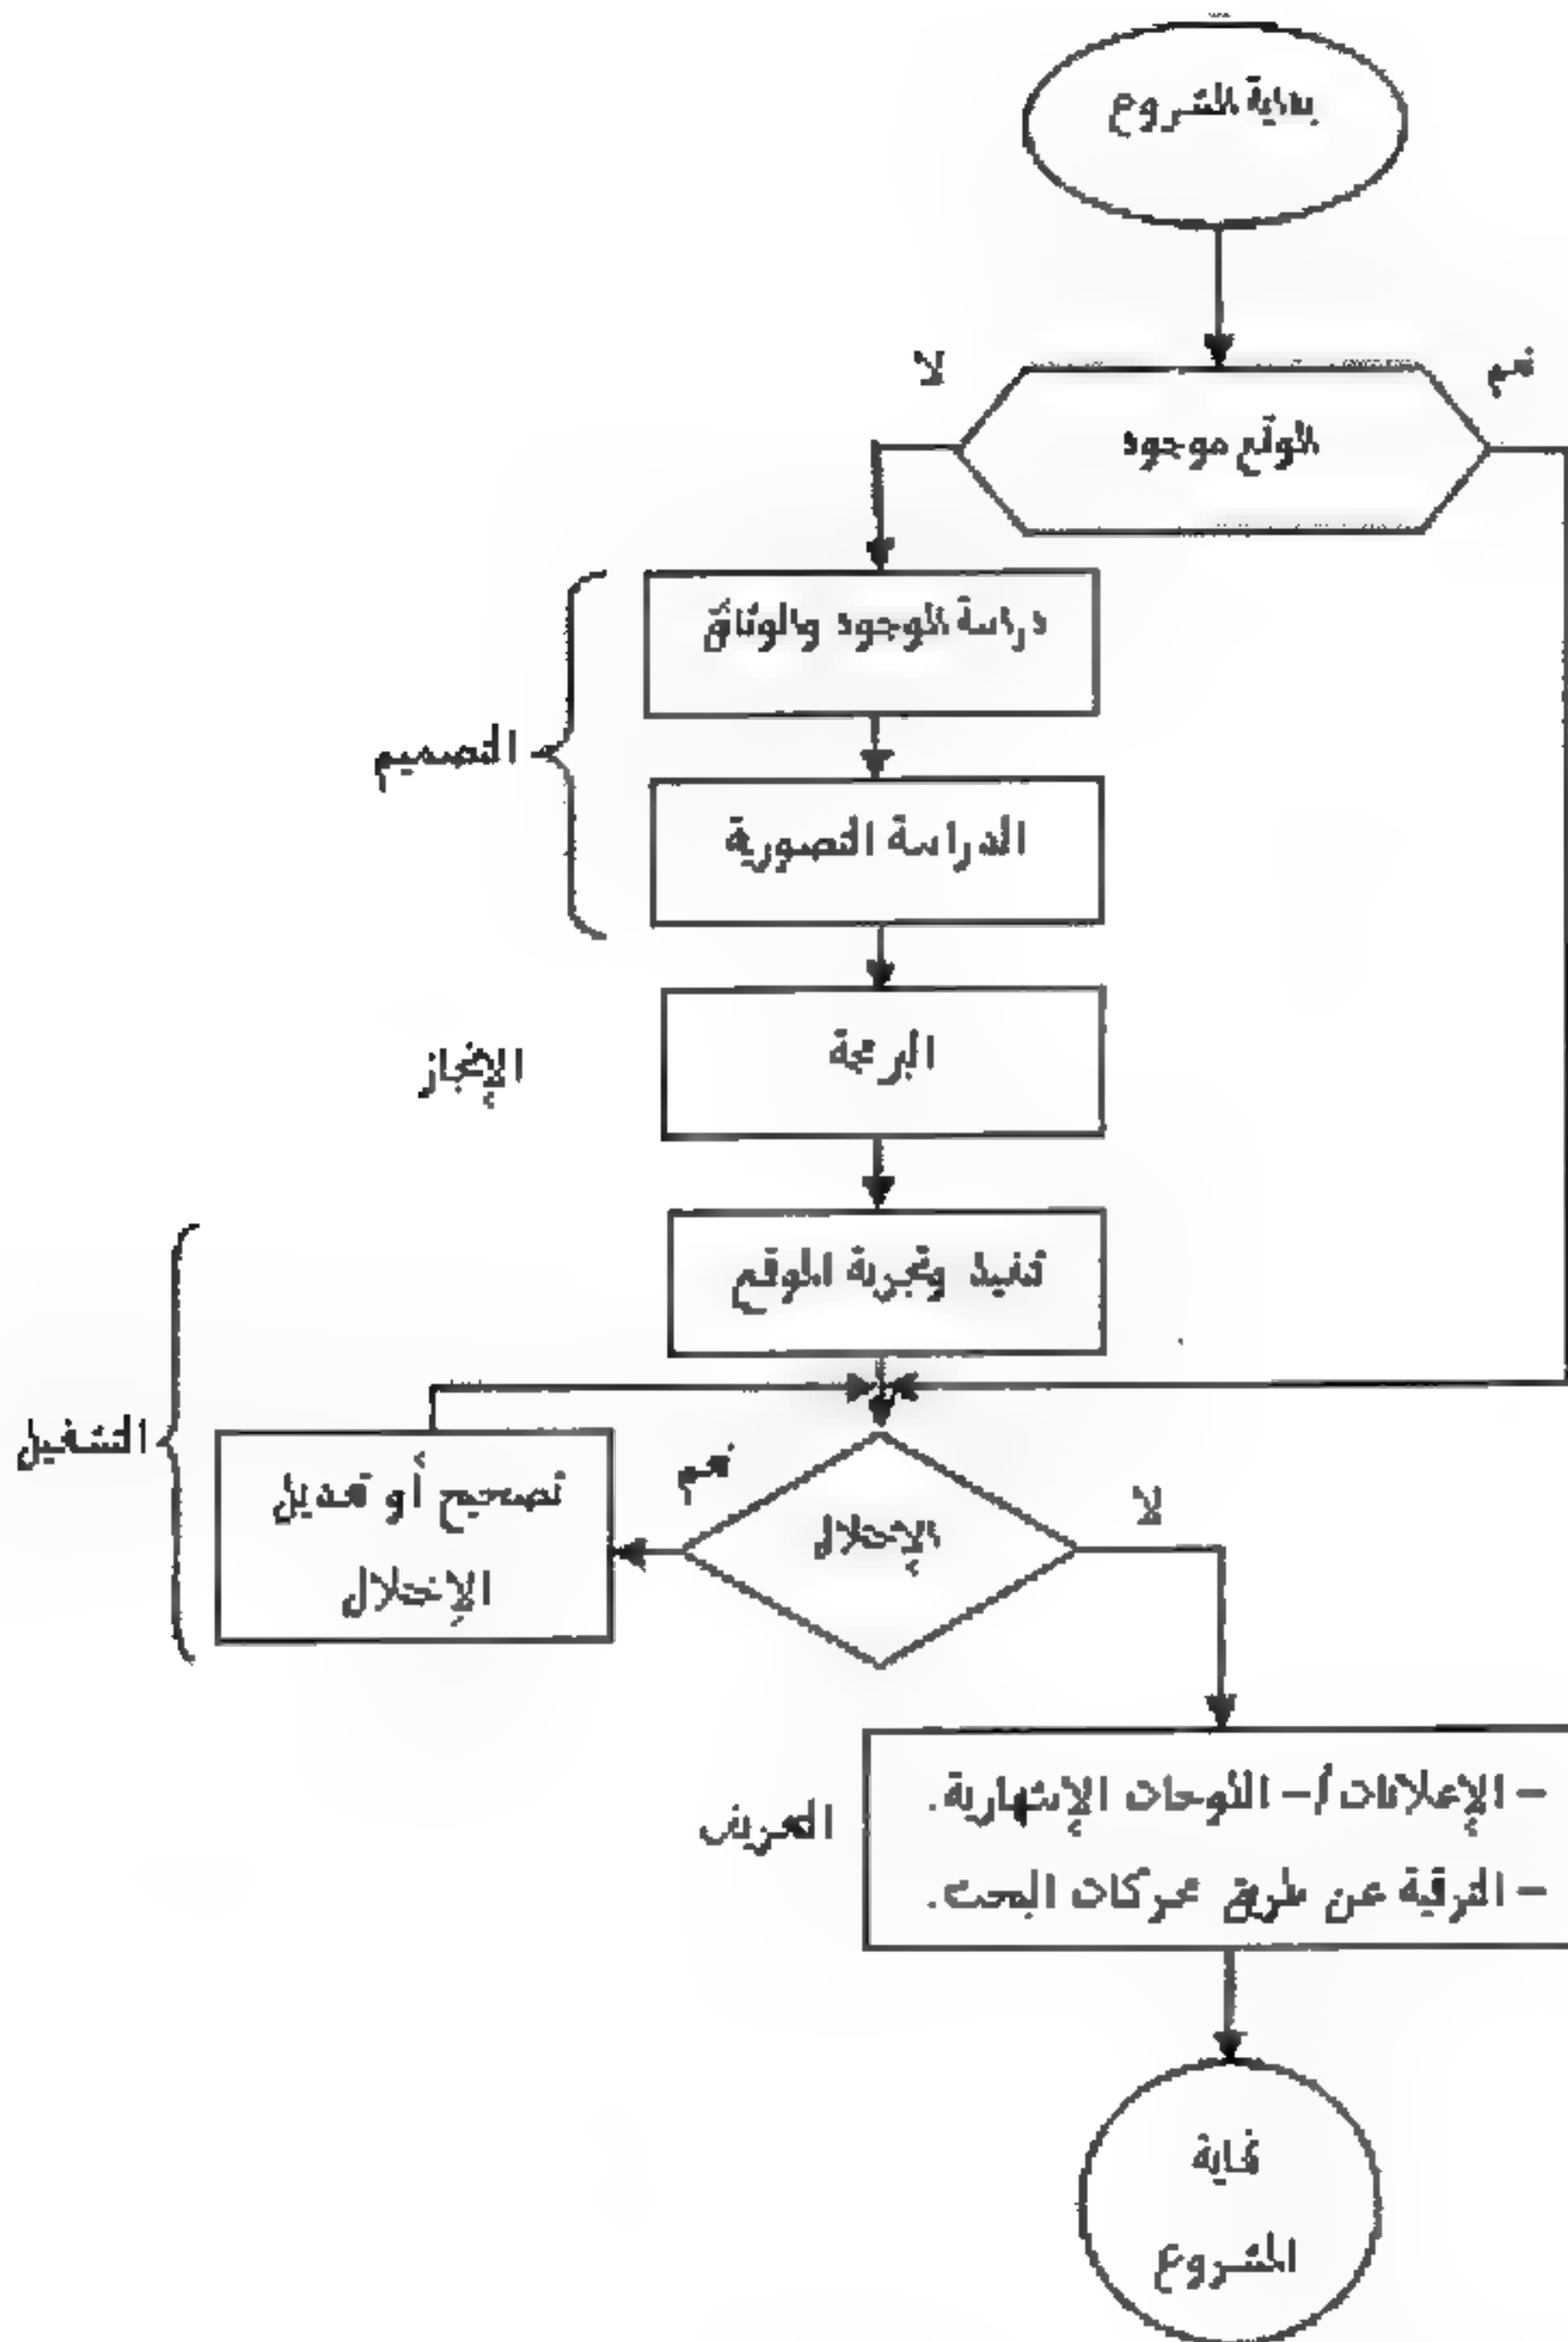 بداية المشروع
لا
نعم
الموقع موجود
دراسة الموجود والوثائق
التصميم
الدراسة التصورية
البرمجة
الإنجاز
تنفيذ وتجربة الموقع
التشغيل
نعم
لا
تصحيح أو تعديل
الإختلال
الإختلال
– الإعلانات /– اللوحات الإشهارية.
العرض
– الترقية عن طريق محركات البحث.
نهاية
المشروع